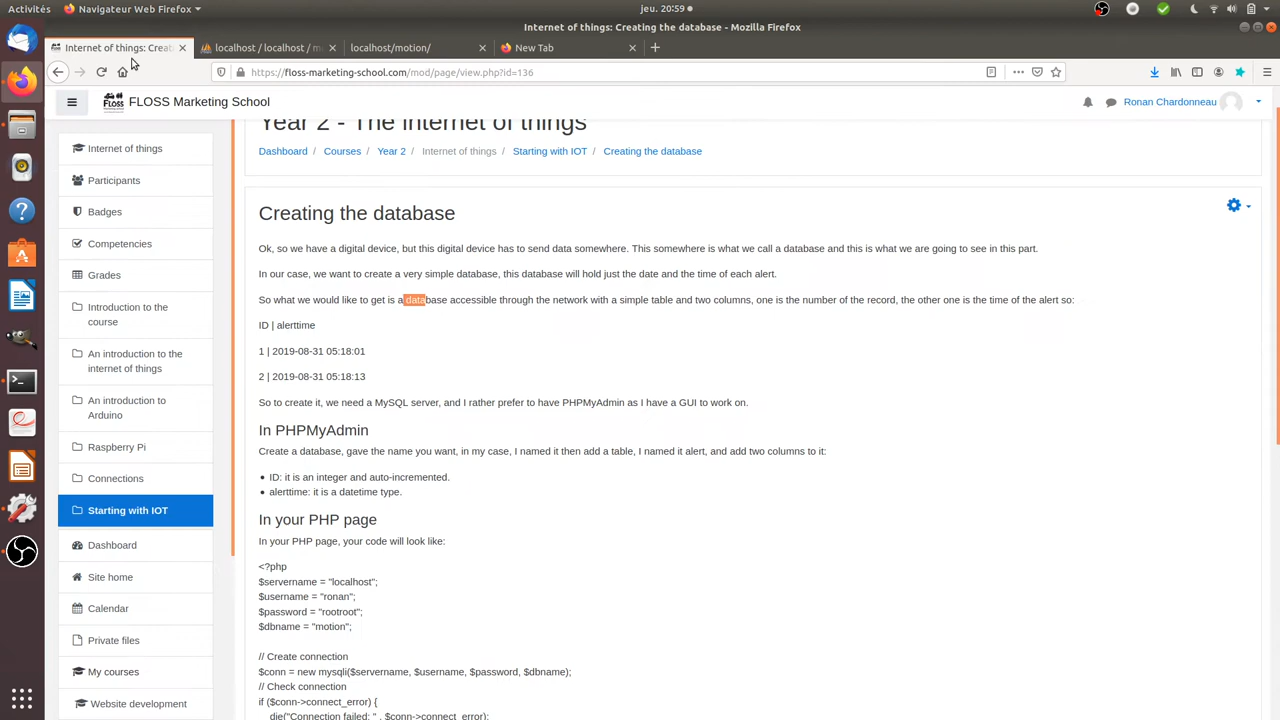 Activités
Navigateur Web Firefox
jeu. 20:59
Internet of things: Creating the database - Mozilla Firefox
Internet of things: Creat
localhost / localhost / m
localhost/motion/
New Tab
https://floss-marketing-school.com/mod/page/view.php?id=136
FLOSS Marketing School
Ronan Chardonneau
Year 2 - The internet of things
Dashboard / Courses / Year 2 / Internet of things / Starting with IOT / Creating the database
Internet of things
Participants
Badges
Competencies
Grades
Introduction to the
course
An introduction to the
internet of things
An introduction to
Arduino
Raspberry Pi
Connections
Starting with IOT
Dashboard
Site home
Calendar
Private files
My courses
Website development
Creating the database
Ok, so we have a digital device, but this digital device has to send data somewhere. This somewhere is what we call a database and this is what we are going to see in this part.
In our case, we want to create a very simple database, this database will hold just the date and the time of each alert.
So what we would like to get is a database accessible through the network with a simple table and two columns, one is the number of the record, the other one is the time of the alert so:
ID | alerttime
1 | 2019-08-31 05:18:01
2 | 2019-08-31 05:18:13
So to create it, we need a MySQL server, and I rather prefer to have PHPMyAdmin as I have a GUI to work on.
In PHPMyAdmin
Create a database, gave the name you want, in my case, I named it then add a table, I named it alert, and add two columns to it:
• ID: it is an integer and auto-incremented.
• alerttime: it is a datetime type.
In your PHP page
In your PHP page, your code will look like:
<?php
$servername = "localhost";
$username = "ronan";
$password = "rootroot";
$dbname = "motion";
// Create connection
$conn = new mysqli($servername, $username, $password, $dbname);
// Check connection
if ($conn->connect_error) {
die("Connection failed: " . $conn->connect_error);